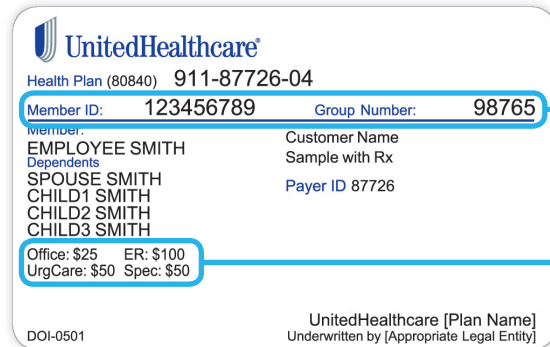 UnitedHealthcare®
Health Plan (80840) 911-87726-04
Member ID: 123456789 Group Number: 98765
Member:
EMPLOYEE SMITH
Dependents
SPOUSE SMITH
CHILD1 SMITH
CHILD2 SMITH
CHILD3 SMITH
Customer Name
Sample with Rx
Payer ID 87726
Office: $25 ER: $100
UrgCare: $50 Spec: $50
UnitedHealthcare [Plan Name]
DOI-0501 Underwritten by [Appropriate Legal Entity]